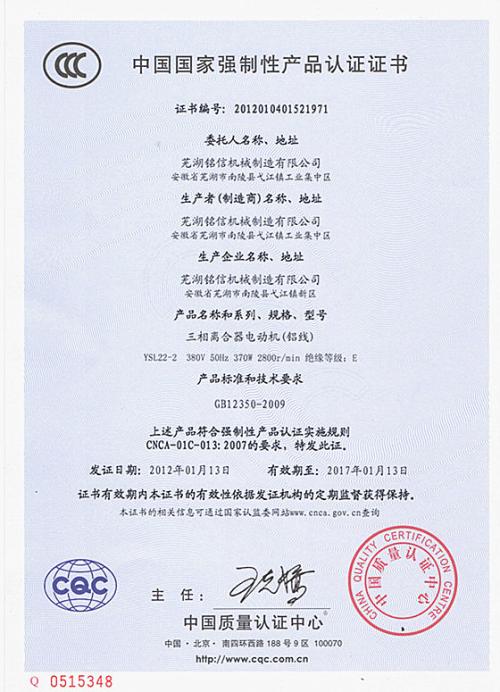 CCC
中国国家强制性产品认证证书
证书编号：2012010401521971
委托人名称、地址
芜湖铭信机械制造有限公司
安徽省芜湖市南陵县弋江镇工业集中区
生产者(制造商)名称、地址
芜湖铭信机械制造有限公司
安徽省芜湖市南陵县弋江镇工业集中区
生产企业名称、地址
芜湖铭信机械制造有限公司
安徽省芜湖市南陵县弋江镇新区
产品名称和系列、规格、型号
三相离合器电动机(铝线)
YSL22-2 380V 50Hz 370W 2800r/min 绝缘等级：E
产品标准和技术要求
GB12350-2009
上述产品符合强制性产品认证实施规则
CNCA-01C-013：2007的要求，特发此证。
发证日期：2012年01月13日 有效期至：2017年01月13日
证书有效期内本证书的有效性依据发证机构的定期监督获得保持。
本证书的相关信息可通过国家认监委网站www.cnca.gov.cn查询
CQC
主任：
中国质量认证中心
中国·北京·南四环西路188号9区 100070
http://www.cqc.com.cn
CHINA QUALITY CERTIFICATION CENTRE
中国质量认证中心
Q 0515348